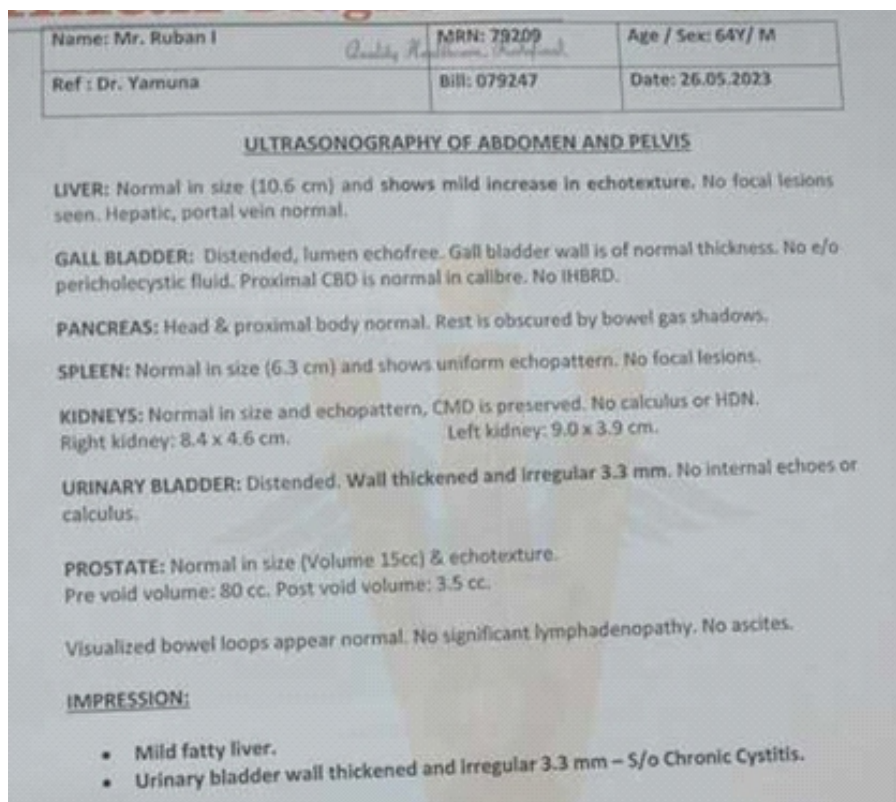 Name: Mr. Ruban I MRN: 79209 Age / Sex: 64Y/ M
Quality
Ref : Dr. Yamuna Bill: 079247 Date: 26.05.2023
ULTRASONOGRAPHY OF ABDOMEN AND PELVIS
LIVER: Normal in size (10.6 cm) and shows mild increase in echotexture. No focal lesions
seen. Hepatic, portal vein normal.
GALL BLADDER: Distended, lumen echofree. Gall bladder wall is of normal thickness. No e/o
pericholecystic fluid. Proximal CBD is normal in calibre. No IHBRD.
PANCREAS: Head & proximal body normal. Rest is obscured by bowel gas shadows.
SPLEEN: Normal in size (6.3 cm) and shows uniform echopattern. No focal lesions.
KIDNEYS: Normal in size and echopattern, CMD is preserved. No calculus or HDN.
Right kidney: 8.4 x 4.6 cm. Left kidney: 9.0 x 3.9 cm.
URINARY BLADDER: Distended. Wall thickened and irregular 3.3 mm. No internal echoes or
calculus.
PROSTATE: Normal in size (Volume 15cc) & echotexture.
Pre void volume: 80 cc. Post void volume: 3.5 cc.
Visualized bowel loops appear normal. No significant lymphadenopathy. No ascites.
IMPRESSION:
• Mild fatty liver.
• Urinary bladder wall thickened and irregular 3.3 mm – S/o Chronic Cystitis.